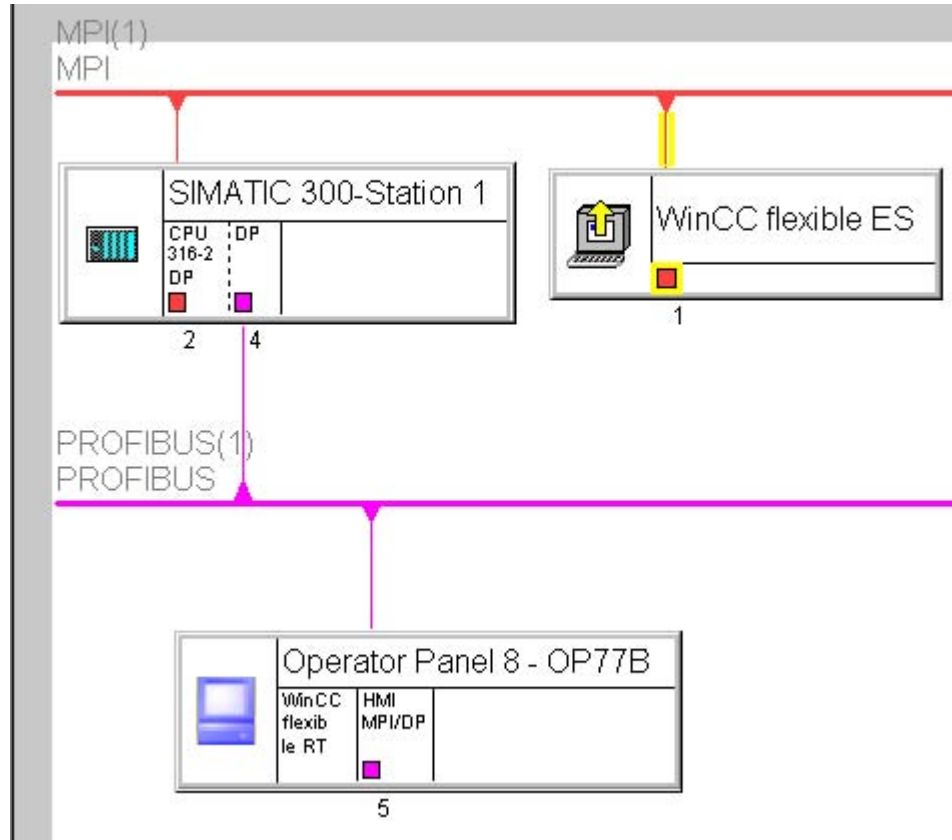 MPI(1)
MPI
SIMATIC 300-Station 1
CPU
316-2
DP
DP
2
4
WinCC flexible ES
1
PROFIBUS(1)
PROFIBUS
Operator Panel 8 - OP77B
WinCC
flexib
le RT
HMI
MPI/DP
5